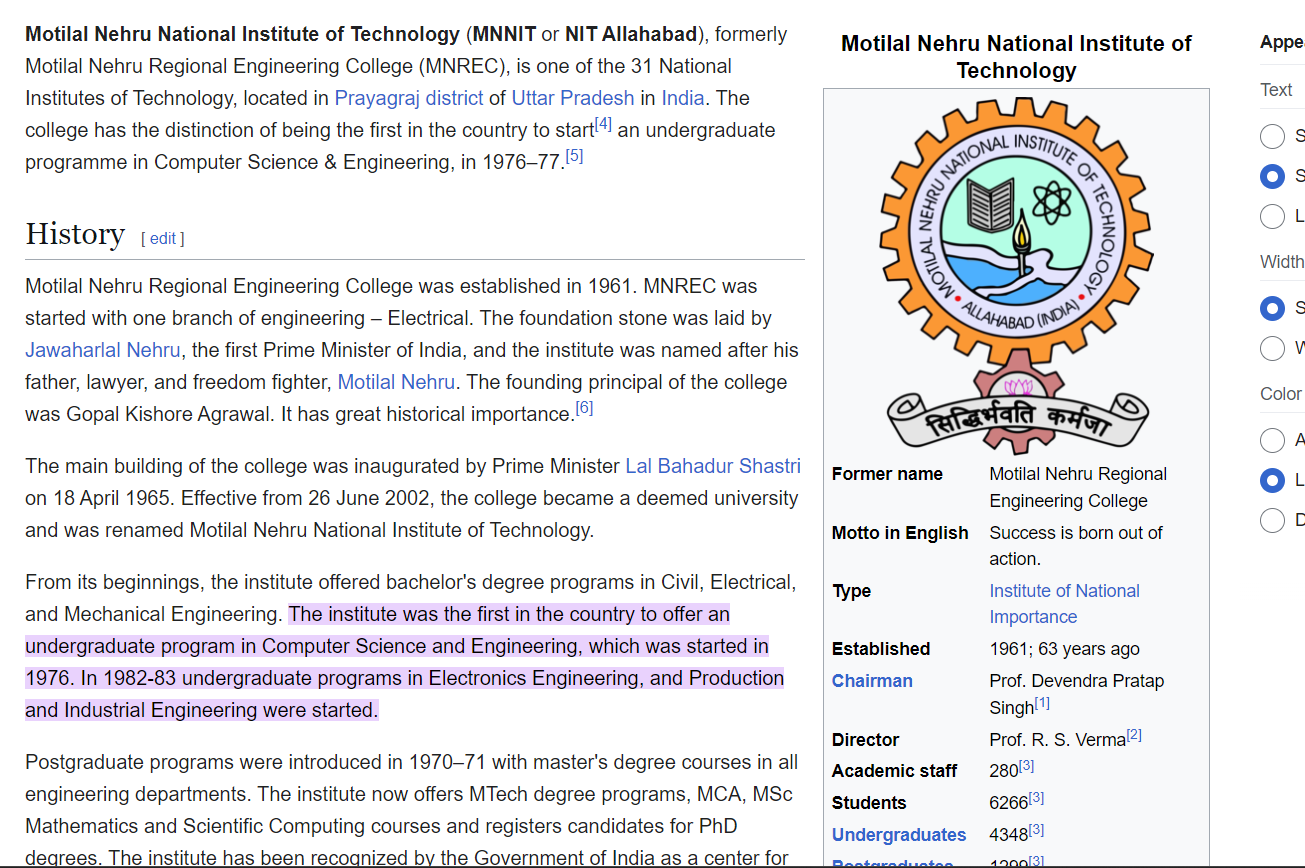 Motilal Nehru National Institute of Technology (MNNIT or NIT Allahabad), formerly
Motilal Nehru Regional Engineering College (MNREC), is one of the 31 National
Institutes of Technology, located in Prayagraj district of Uttar Pradesh in India. The
college has the distinction of being the first in the country to start[4] an undergraduate
programme in Computer Science & Engineering, in 1976–77.[5]
History [ edit ]
Motilal Nehru Regional Engineering College was established in 1961. MNREC was
started with one branch of engineering – Electrical. The foundation stone was laid by
Jawaharlal Nehru, the first Prime Minister of India, and the institute was named after his
father, lawyer, and freedom fighter, Motilal Nehru. The founding principal of the college
was Gopal Kishore Agrawal. It has great historical importance.[6]
The main building of the college was inaugurated by Prime Minister Lal Bahadur Shastri
on 18 April 1965. Effective from 26 June 2002, the college became a deemed university
and was renamed Motilal Nehru National Institute of Technology.
From its beginnings, the institute offered bachelor's degree programs in Civil, Electrical,
and Mechanical Engineering. The institute was the first in the country to offer an
undergraduate program in Computer Science and Engineering, which was started in
1976. In 1982-83 undergraduate programs in Electronics Engineering, and Production
and Industrial Engineering were started.
Postgraduate programs were introduced in 1970–71 with master's degree courses in all
engineering departments. The institute now offers MTech degree programs, MCA, MSc
Mathematics and Scientific Computing courses and registers candidates for PhD
degrees. The institute has been recognized by the Government of India as a center for
Motilal Nehru National Institute of
Technology
MOTILAL NEHRU NATIONAL INSTITUTE OF TECHNOLOGY
ALLAHABAD (INDIA)
सिद्धिर्भवति कर्मजा
Former name Motilal Nehru Regional
Engineering College
Motto in English Success is born out of
action.
Type Institute of National
Importance
Established 1961; 63 years ago
Chairman Prof. Devendra Pratap
Singh[1]
Director Prof. R. S. Verma[2]
Academic staff 280[3]
Students 6266[3]
Undergraduates 4348[3]
Postgraduates 1299[3]
Appe
Text
S
S
L
Width
S
W
Color
A
L
D